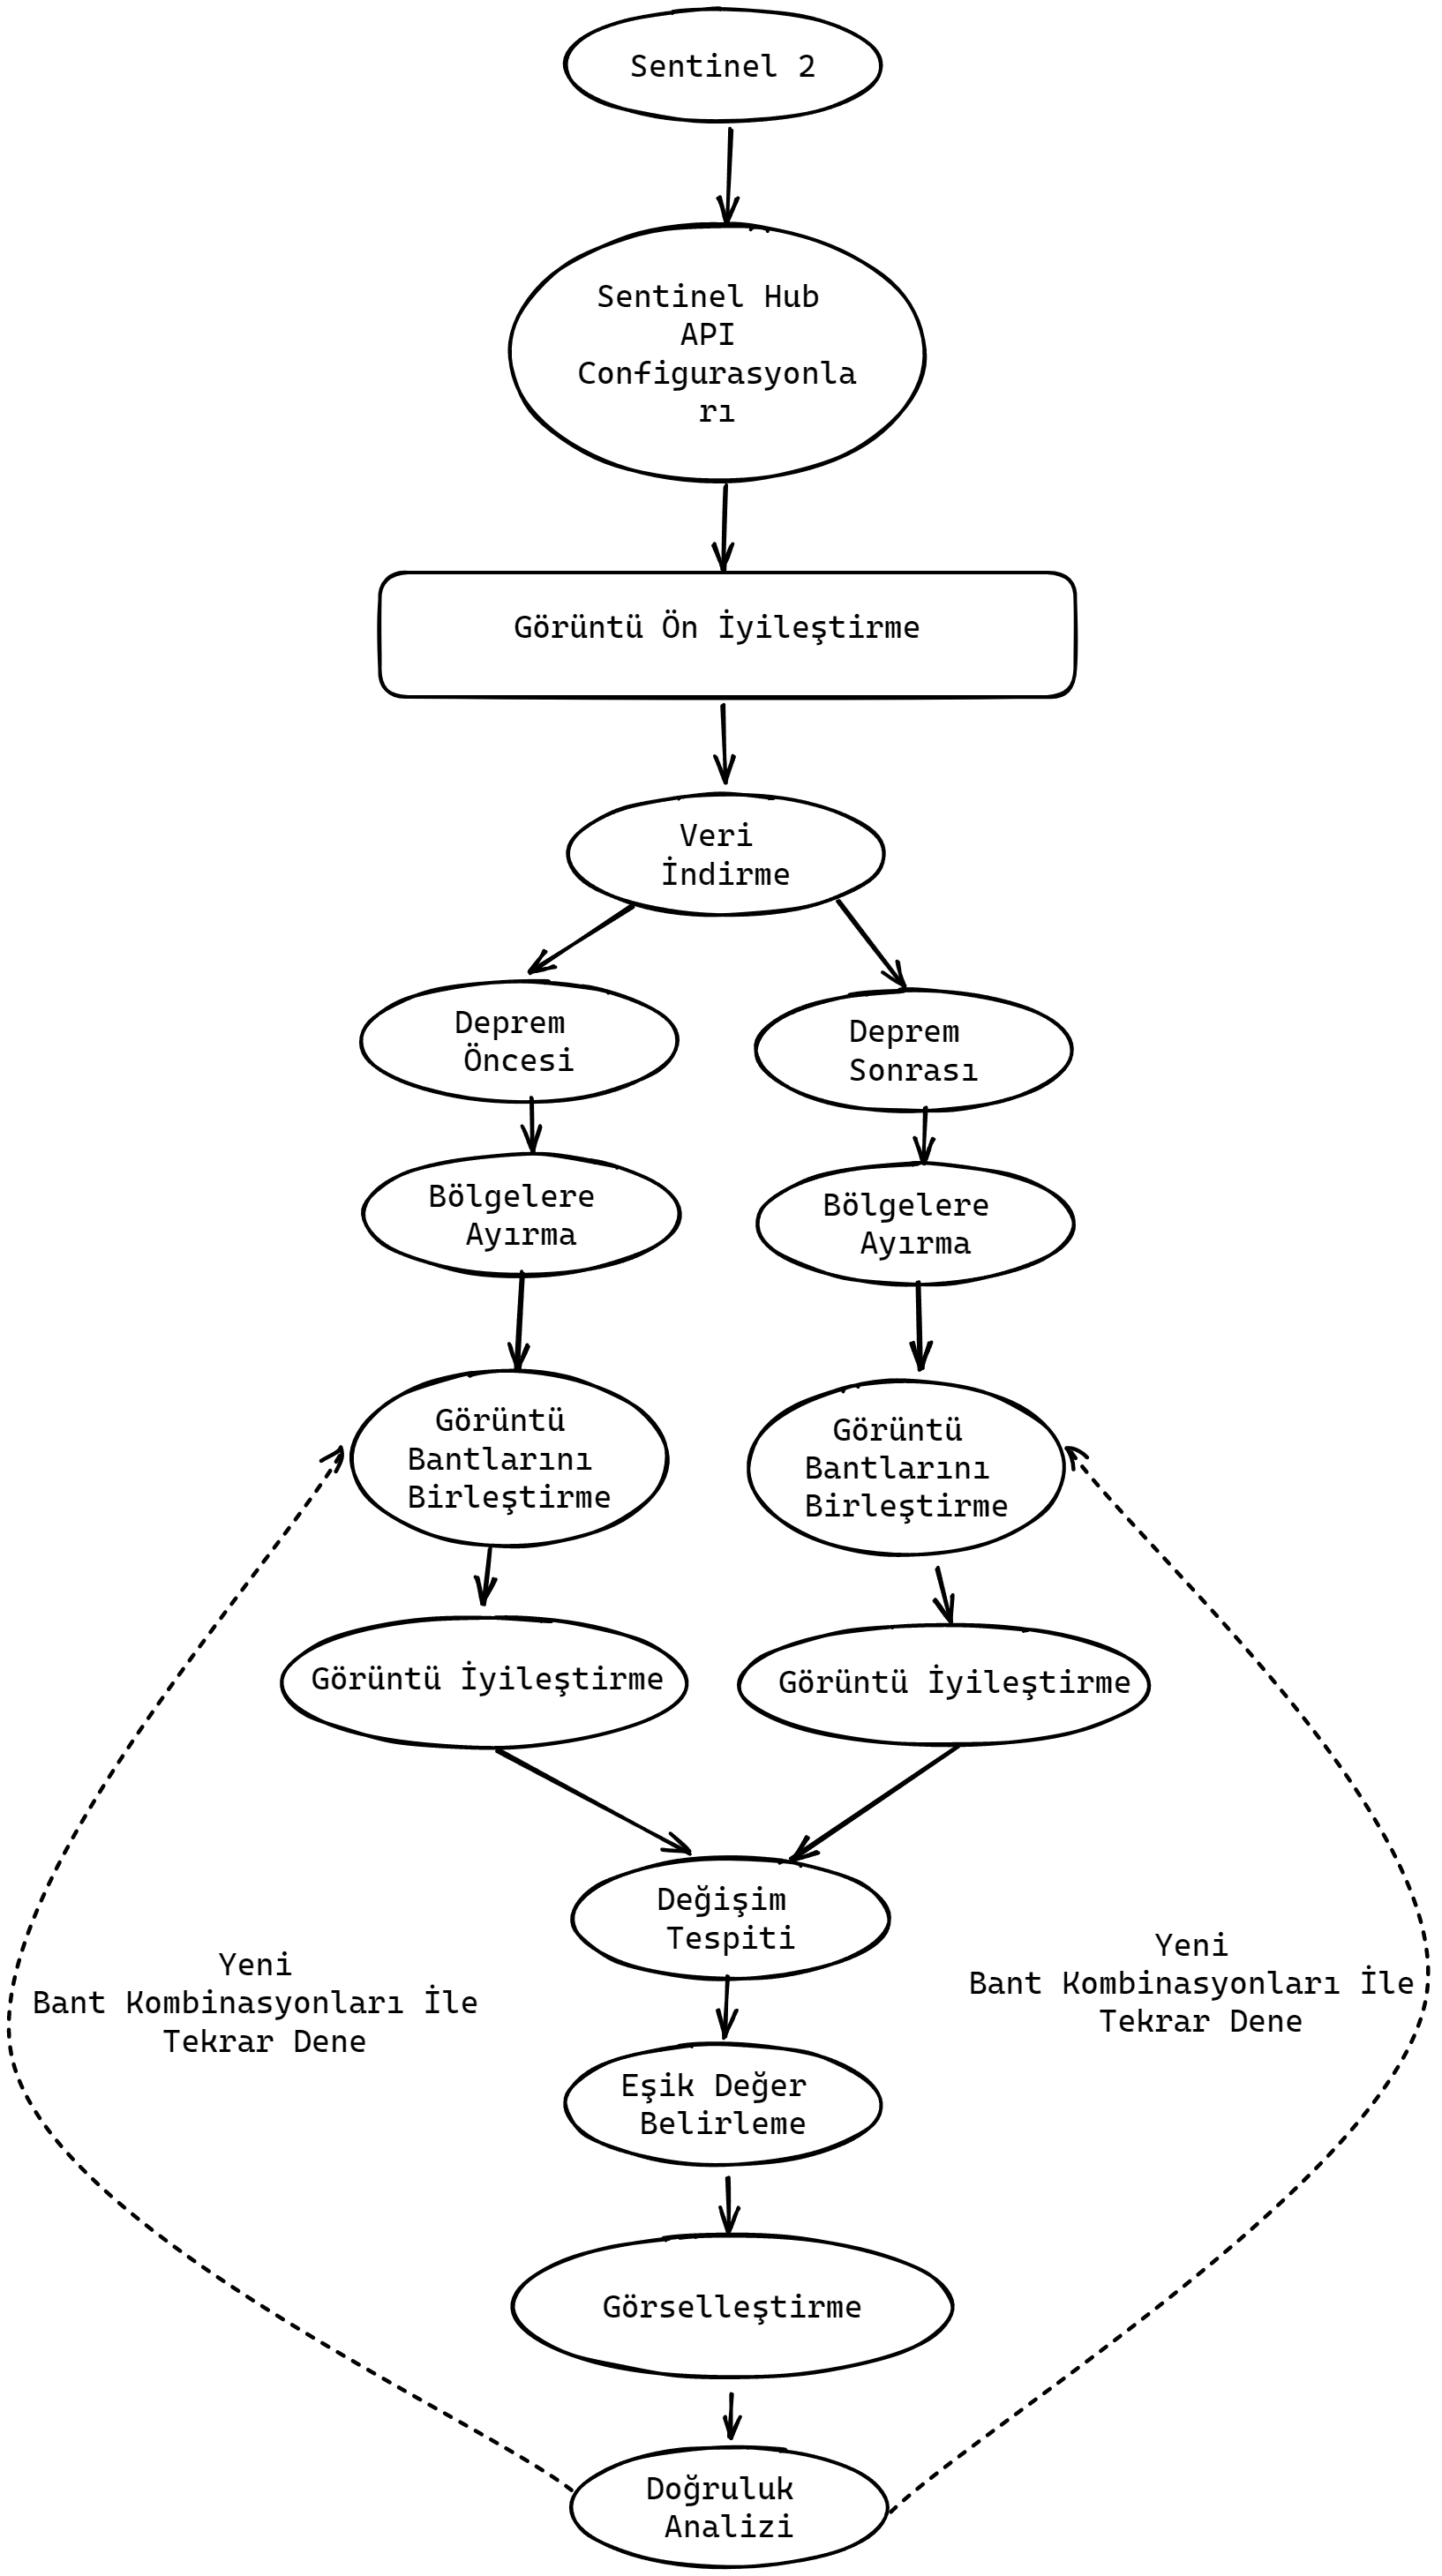 Sentinel 2
Sentinel Hub
API
Configurasyonla
rı
Görüntü Ön İyileştirme
Veri
İndirme
Deprem
Öncesi
Deprem
Sonrası
Bölgelere
Ayırma
Bölgelere
Ayırma
Görüntü
Bantlarını
Birleştirme
Görüntü
Bantlarını
Birleştirme
Görüntü İyileştirme
Görüntü İyileştirme
Değişim
Tespiti
Yeni
Bant Kombinasyonları İle
Tekrar Dene
Yeni
Bant Kombinasyonları İle
Tekrar Dene
Eşik Değer
Belirleme
Görselleştirme
Doğruluk
Analizi